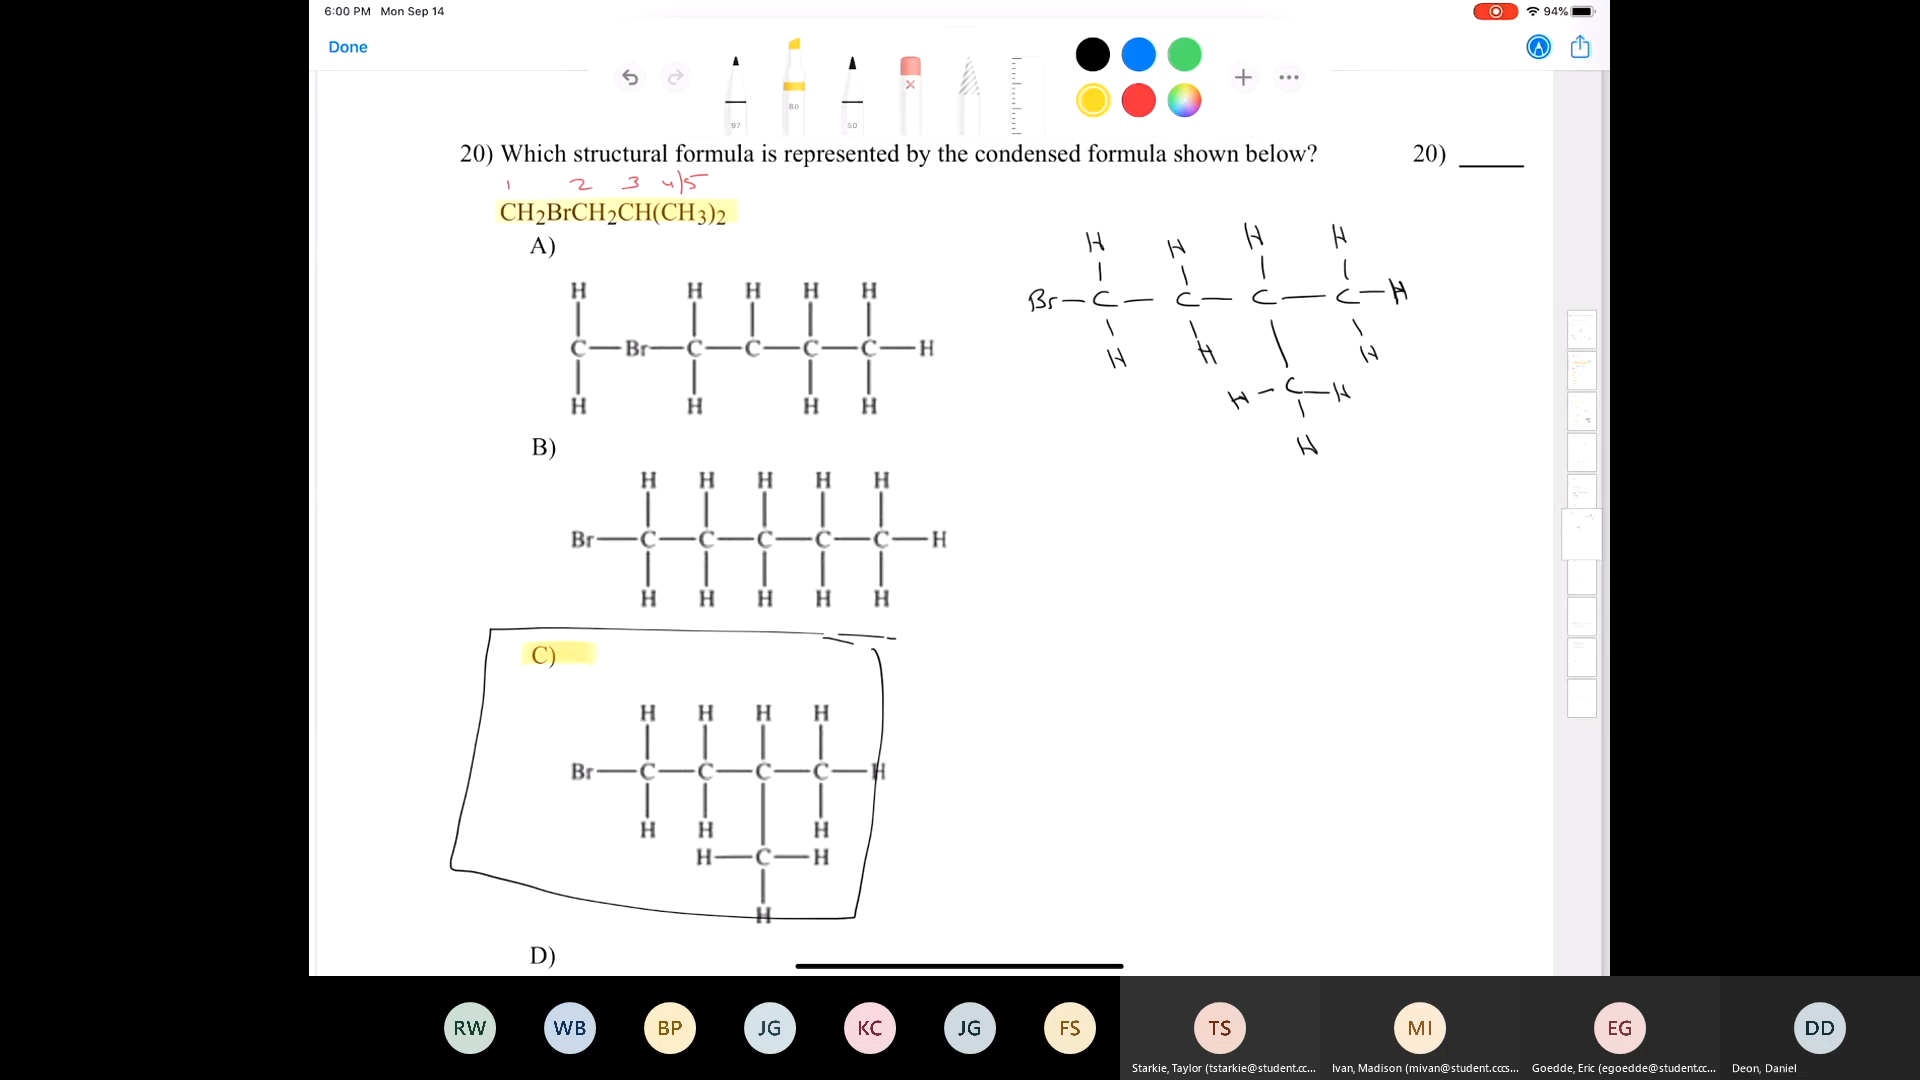 6:00 PM Mon Sep 14
94%
Done
97
80
50
20) Which structural formula is represented by the condensed formula shown below? 20) _____
1 2 3 4/5
CH2BrCH2CH(CH3)2
A)
H H H H H
C Br C C C C H
H H H H
H H H H
Br C C C C H
H H H
H C H
H
B)
H H H H H
Br C C C C C H
H H H H H
C)
H H H H
Br C C C C H
H H H
H C H
H
D)
RW WB BP JG KC JG FS TS MI EG DD
Starkie, Taylor (tstarkie@student.cc...
Ivan, Madison (mivan@student.cccs...
Goedde, Eric (egoedde@student.cc...
Deon, Daniel